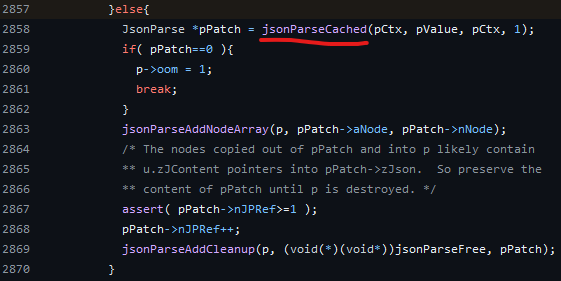 2857 }else{
2858 JsonParse *pPatch = jsonParseCached(pCtx, pValue, pCtx, 1);
2859 if( pPatch==0 ){
2860 p->oom = 1;
2861 break;
2862 }
2863 jsonParseAddNodeArray(p, pPatch->aNode, pPatch->nNode);
2864 /* The nodes copied out of pPatch and into p likely contain
2865 ** u.zJContent pointers into pPatch->zJson.  So preserve the
2866 ** content of pPatch until p is destroyed. */
2867 assert( pPatch->nJPRef>=1 );
2868 pPatch->nJPRef++;
2869 jsonParseAddCleanup(p, (void(*)(void*))jsonParseFree, pPatch);
2870 }